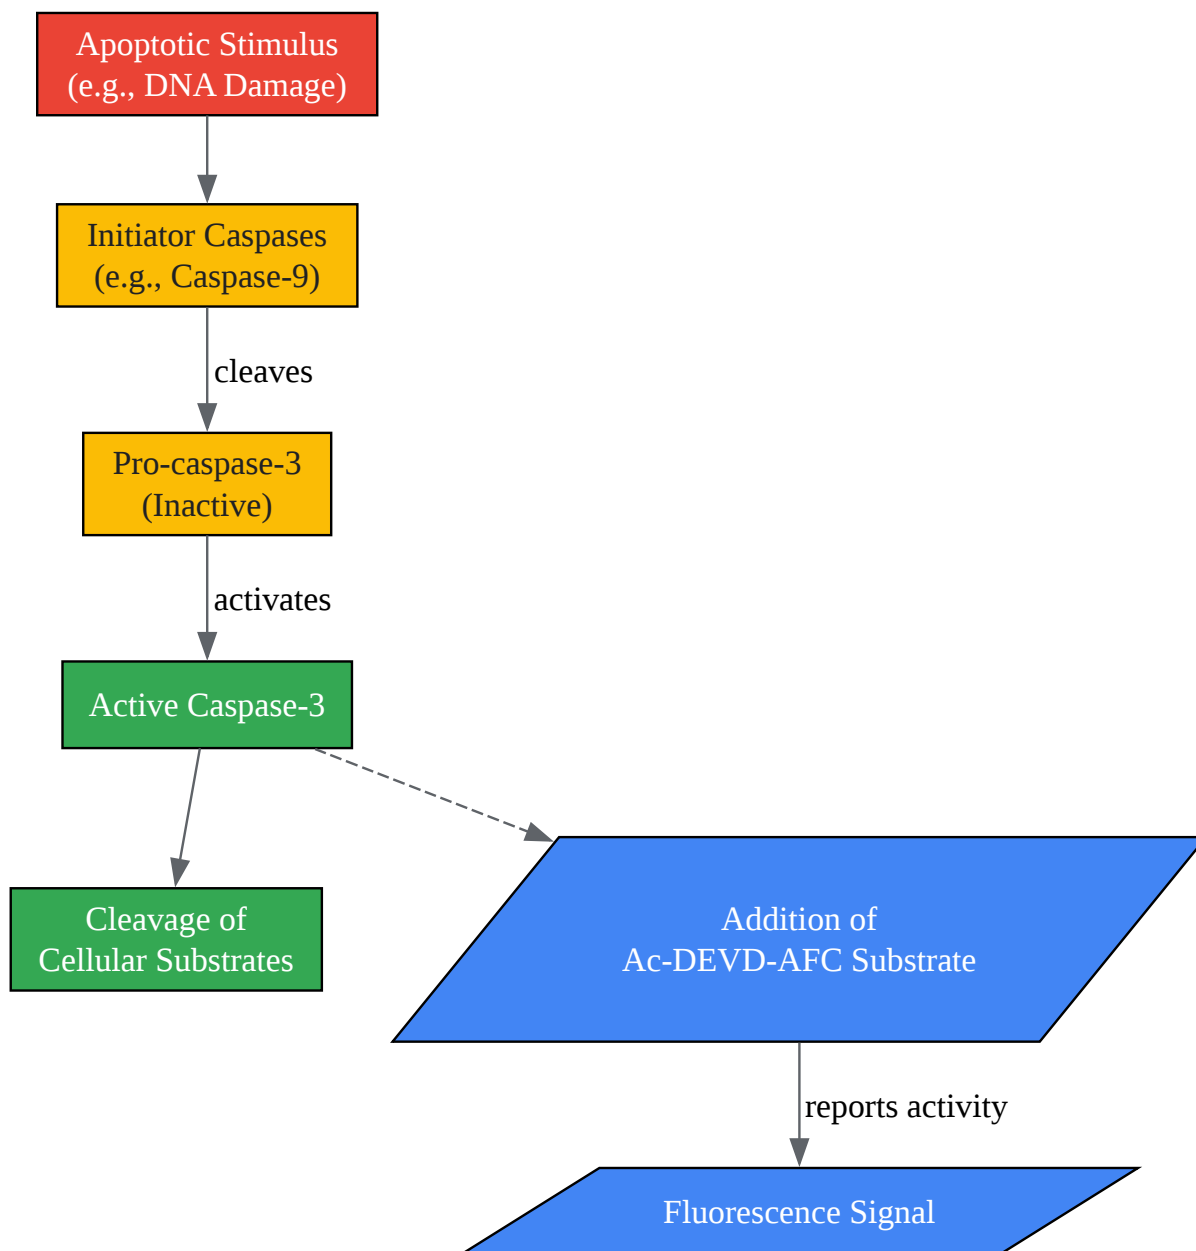 Apoptotic Stimulus
(e.g., DNA Damage)
Initiator Caspases
(e.g., Caspase-9)
cleaves
Pro-caspase-3
(Inactive)
activates
Active Caspase-3
Cleavage of
Cellular Substrates
Addition of
Ac-DEVD-AFC Substrate
reports activity
Fluorescence Signal